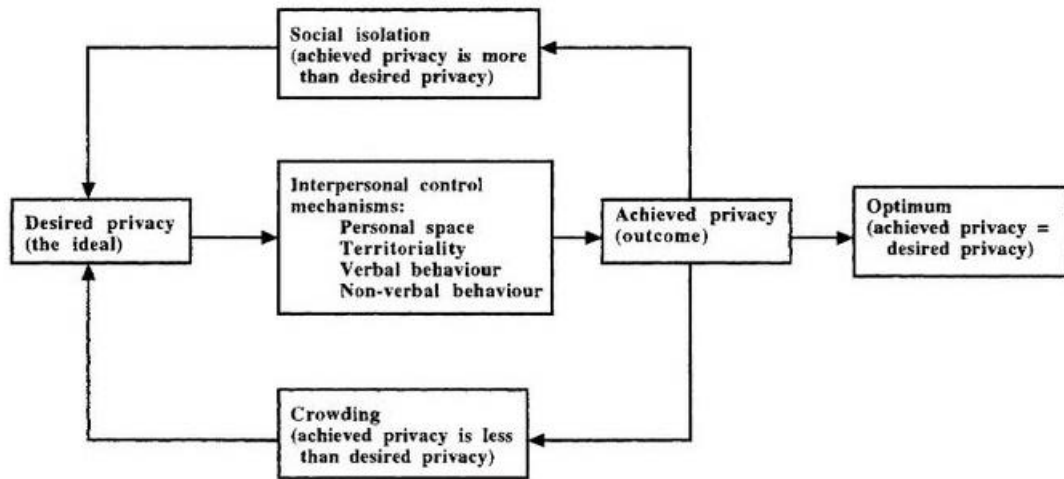 Social isolation
(achieved privacy is more
than desired privacy)
Desired privacy
(the ideal)
Interpersonal control
mechanisms:
Personal space
Territoriality
Verbal behaviour
Non-verbal behaviour
Achieved privacy
(outcome)
Optimum
(achieved privacy =
desired privacy)
Crowding
(achieved privacy is less
than desired privacy)